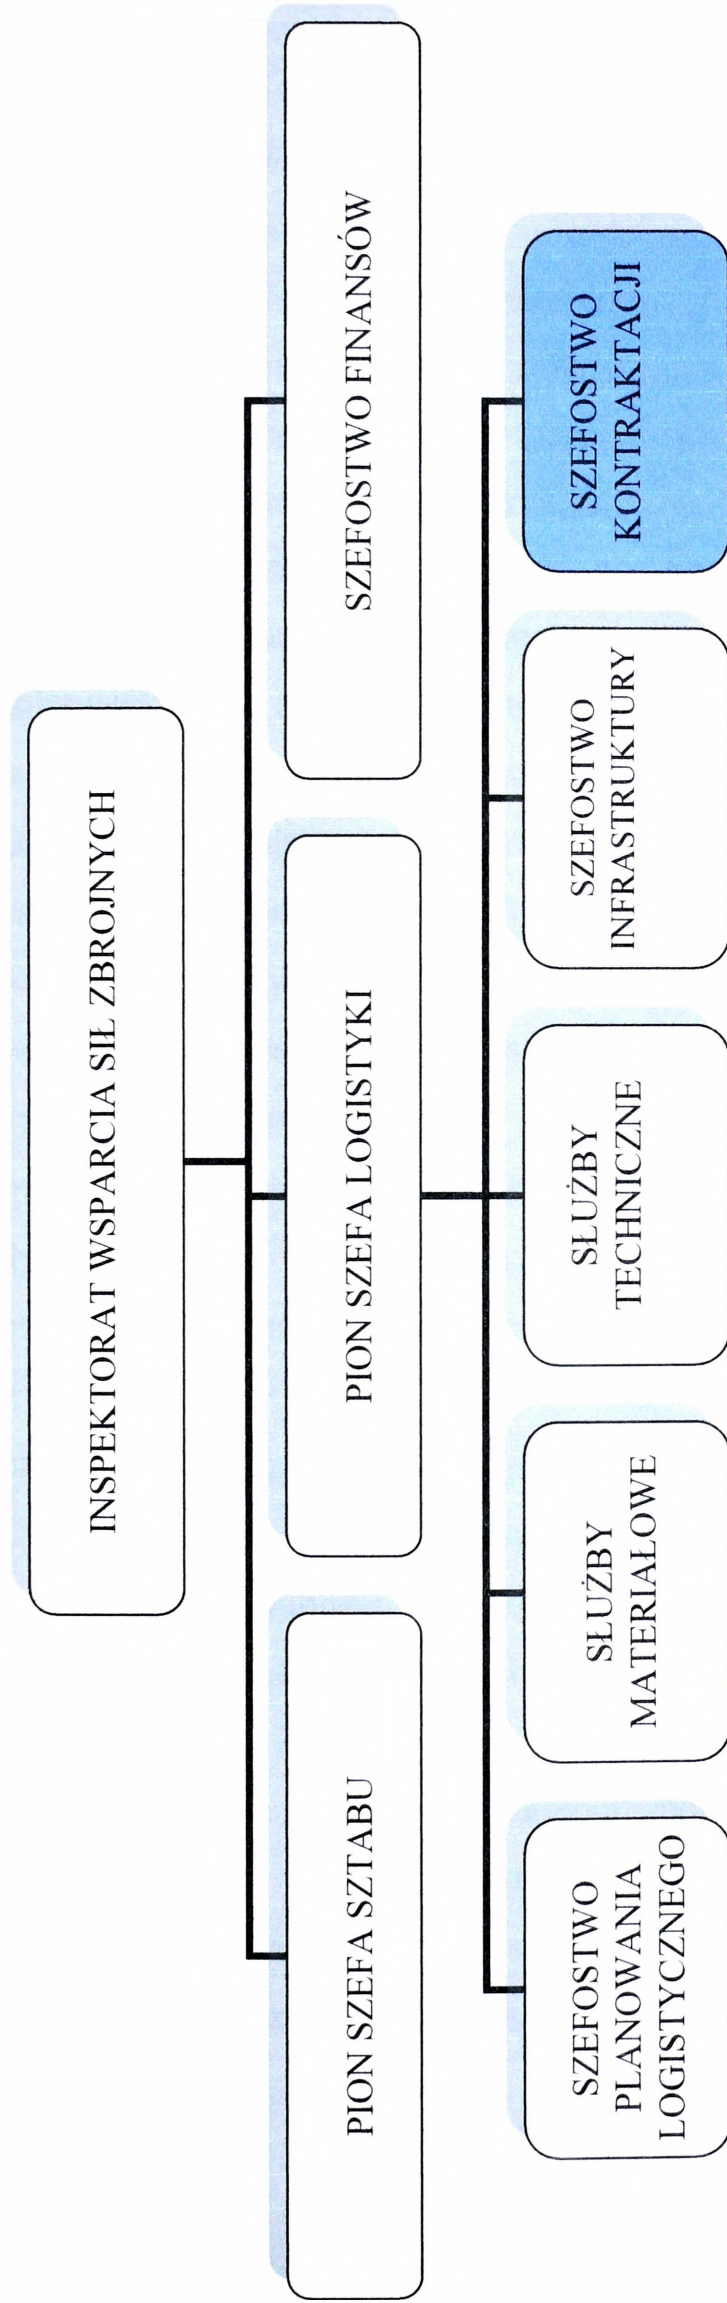 INSPEKTORAT WSPARCIA SIŁ ZBROJNYCH
PION SZEFA SZTABU
PION SZEFA LOGISTYKI
SZEFOSTWO FINANSÓW
SZEFOSTWO
PLANOWANIA
LOGISTYCZNEGO
SŁUŻBY
MATERIAŁOWE
SŁUŻBY
TECHNICZNE
SZEFOSTWO
INFRASTRUKTURY
SZEFOSTWO
KONTRAKTACJI